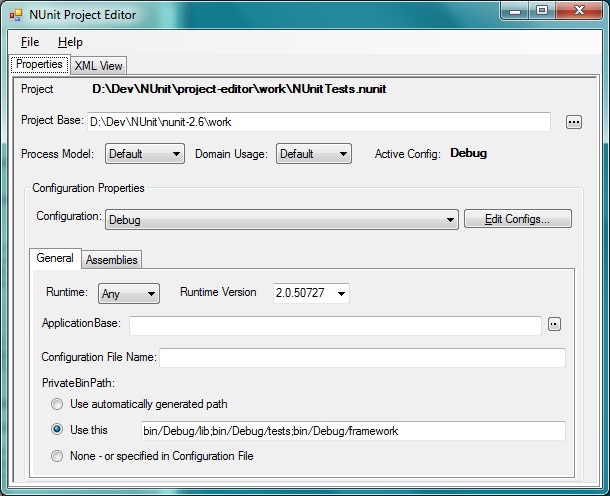 NUnit Project Editor
File Help
Properties XML View
Project D:\Dev\NUnit\project-editor\work\NUnitTests.nunit
Project Base: D:\Dev\NUnit\nunit-2.6\work ...
Process Model: Default Domain Usage: Default Active Config: Debug
Configuration Properties
Configuration: Debug Edit Configs...
General Assemblies
Runtime: Any Runtime Version 2.0.50727
ApplicationBase: ..
Configuration File Name:
PrivateBinPath:
Use automatically generated path
Use this bin/Debug/lib;bin/Debug/tests;bin/Debug/framework
None - or specified in Configuration File